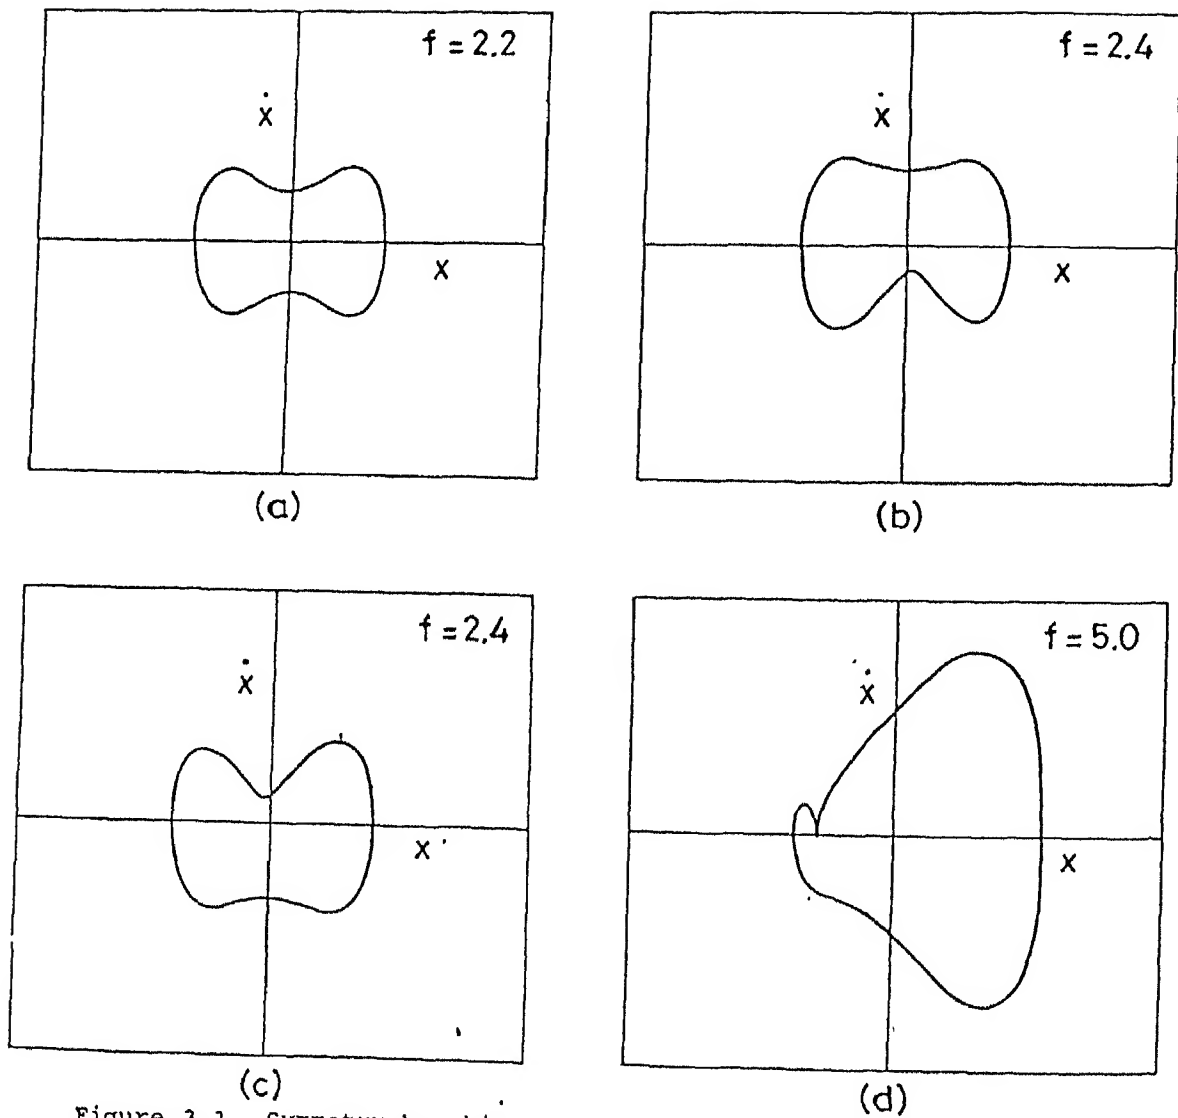 f = 2.2
ẋ
x
(a)
f = 2.4
ẋ
x
(b)
f = 2.4
ẋ
x
(c)
f = 5.0
ẋ
x
(d)
Figure 3.1